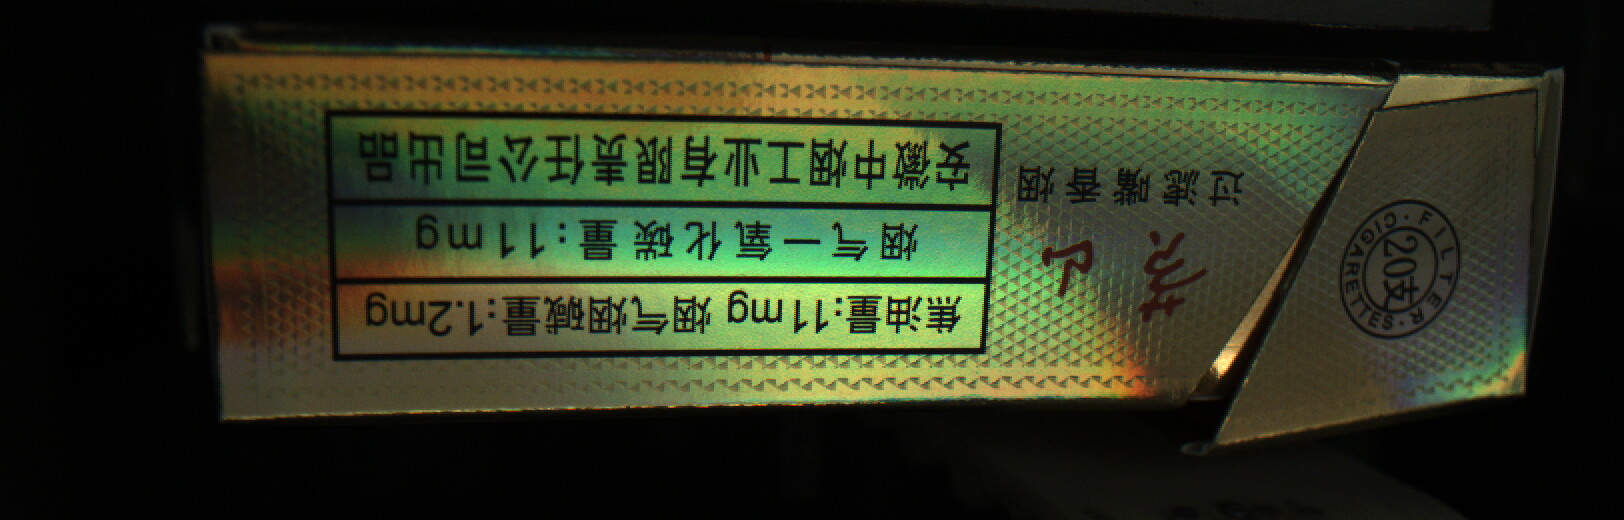 FILTER CIGARETTES
20支
过滤嘴香烟
焦油量:11mg 烟气烟碱量:1.2mg
烟气一氧化碳量:11mg
安徽中烟工业有限责任公司出品